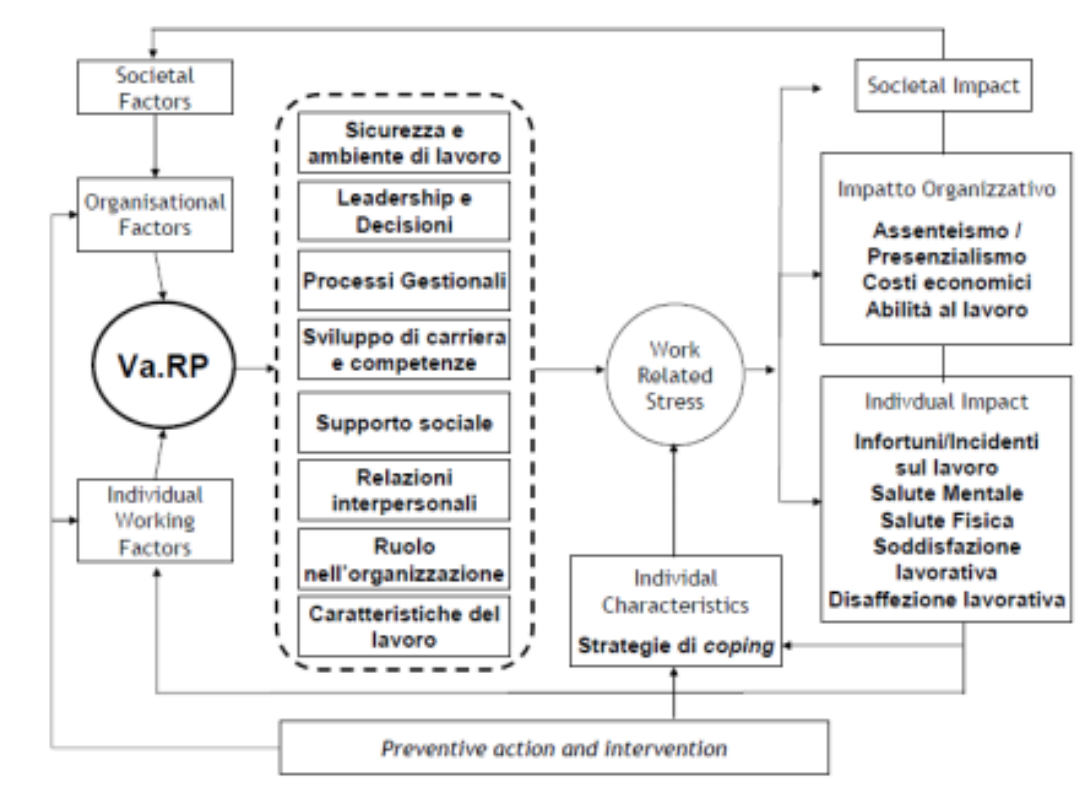 Societal
Factors
Organisational
Factors
Va.RP
Individual
Working
Factors
Sicurezza e
ambiente di lavoro
Leadership e
Decisioni
Processi Gestionali
Sviluppo di carriera
e competenze
Supporto sociale
Relazioni
interpersonali
Ruolo
nell'organizzazione
Caratteristiche del
lavoro
Work
Related
Stress
Individal
Characteristics
Strategie di coping
Societal Impact
Impatto Organizzativo
Assenteismo /
Presenzialismo
Costi economici
Abilità al lavoro
Indivdual Impact
Infortuni/Incidenti
sul lavoro
Salute Mentale
Salute Fisica
Soddisfazione
lavorativa
Disaffezione lavorativa
Preventive action and intervention